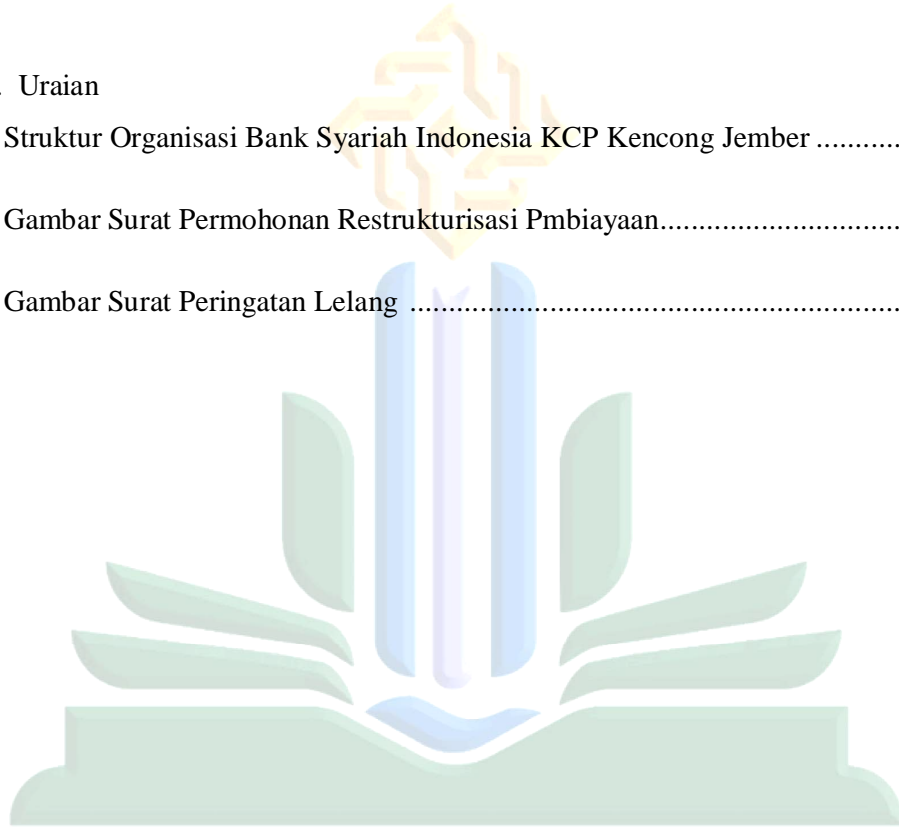 . Uraian
Struktur Organisasi Bank Syariah Indonesia KCP Kencong Jember ...........
Gambar Surat Permohonan Restrukturisasi Pmbiayaan..............................
Gambar Surat Peringatan Lelang ..............................................................